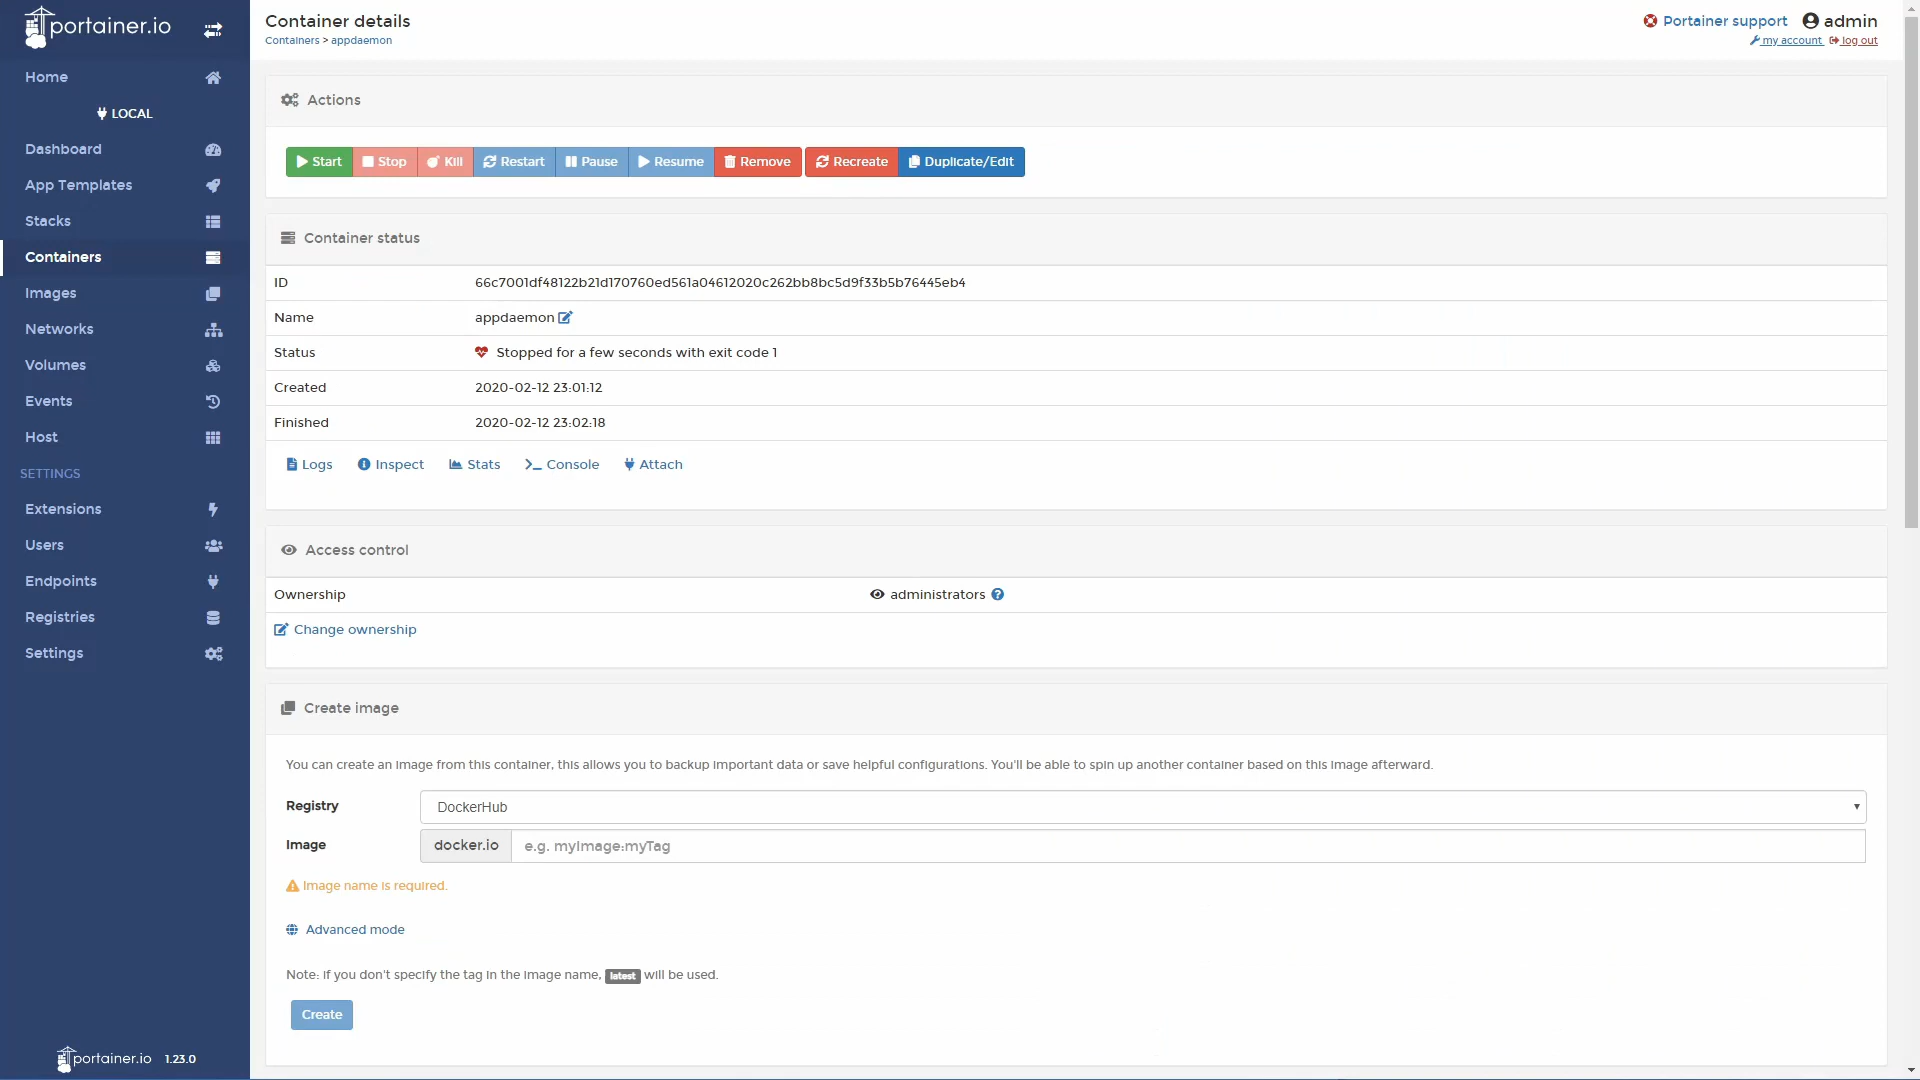 portainer.io
Home
LOCAL
Dashboard
App Templates
Stacks
Containers
Images
Networks
Volumes
Events
Host
SETTINGS
Extensions
Users
Endpoints
Registries
Settings
portainer.io 1.23.0
Container details
Containers > appdaemon
Portainer support admin
my account log out
Actions
Start Stop Kill Restart Pause Resume Remove Recreate Duplicate/Edit
Container status
ID 66c7001df48122b21d170760ed561a04612020c262bb8bc5d9f33b5b76445eb4
Name appdaemon
Status Stopped for a few seconds with exit code 1
Created 2020-02-12 23:01:12
Finished 2020-02-12 23:02:18
Logs Inspect Stats >_ Console Attach
Access control
Ownership administrators
Change ownership
Create image
You can create an image from this container, this allows you to backup important data or save helpful configurations. You'll be able to spin up another container based on this image afterward.
Registry DockerHub
Image docker.io e.g. myImage:myTag
Image name is required.
Advanced mode
Note: if you don't specify the tag in the image name, latest will be used.
Create